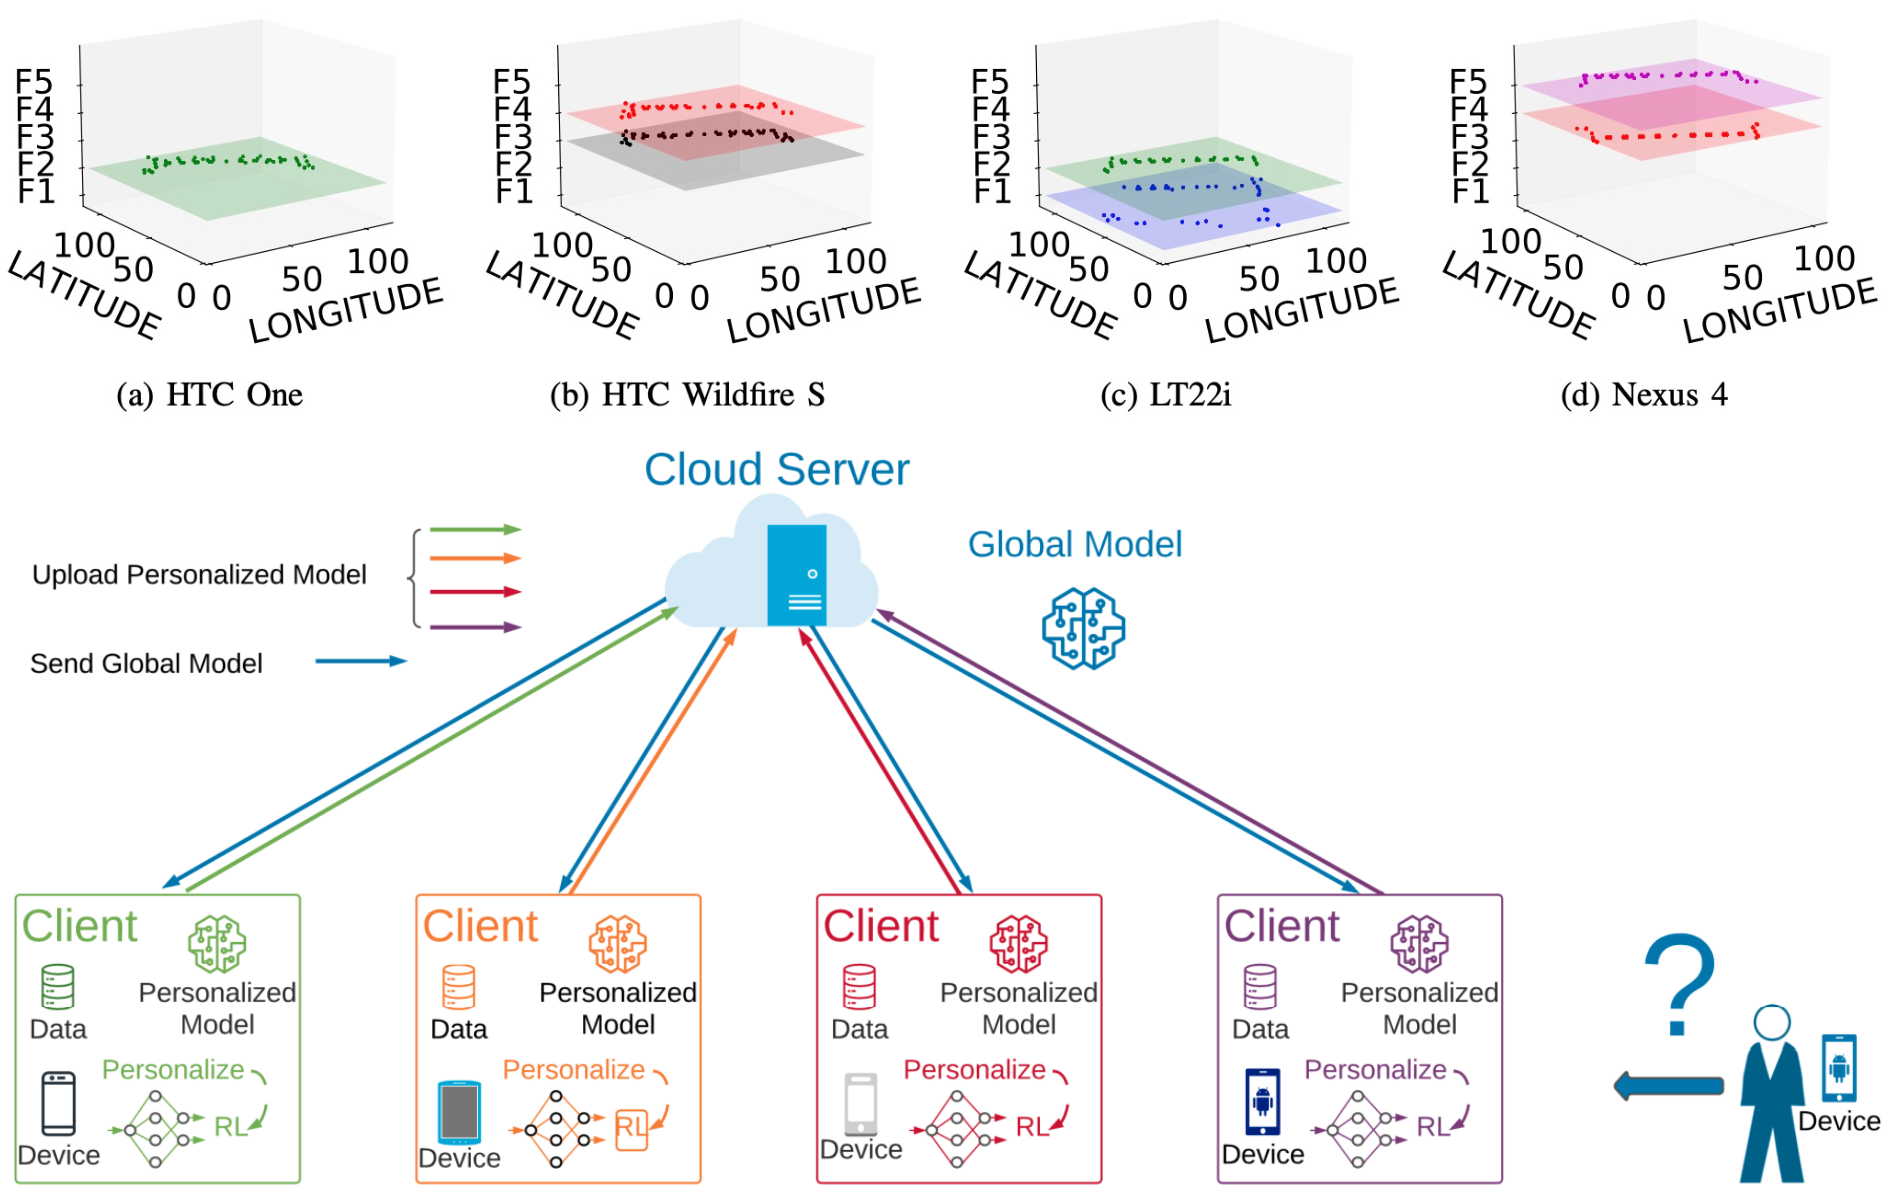 F5
F4
F3
F2
F1
100
50
0
0
50
100
LATITUDE
LONGITUDE
(a) HTC One
F5
F4
F3
F2
F1
100
50
0
0
50
100
LATITUDE
LONGITUDE
(b) HTC Wildfire S
F5
F4
F3
F2
F1
100
50
0
0
50
100
LATITUDE
LONGITUDE
(c) LT22i
F5
F4
F3
F2
F1
100
50
0
0
50
100
LATITUDE
LONGITUDE
(d) Nexus 4
Cloud Server
Global Model
Upload Personalized Model
Send Global Model
Client
Personalized
Model
Data
Personalize
RL
Device
Client
Personalized
Model
Data
Personalize
RL
Device
Client
Personalized
Model
Data
Personalize
RL
Device
Client
Personalized
Model
Data
Personalize
RL
Device
?
Device